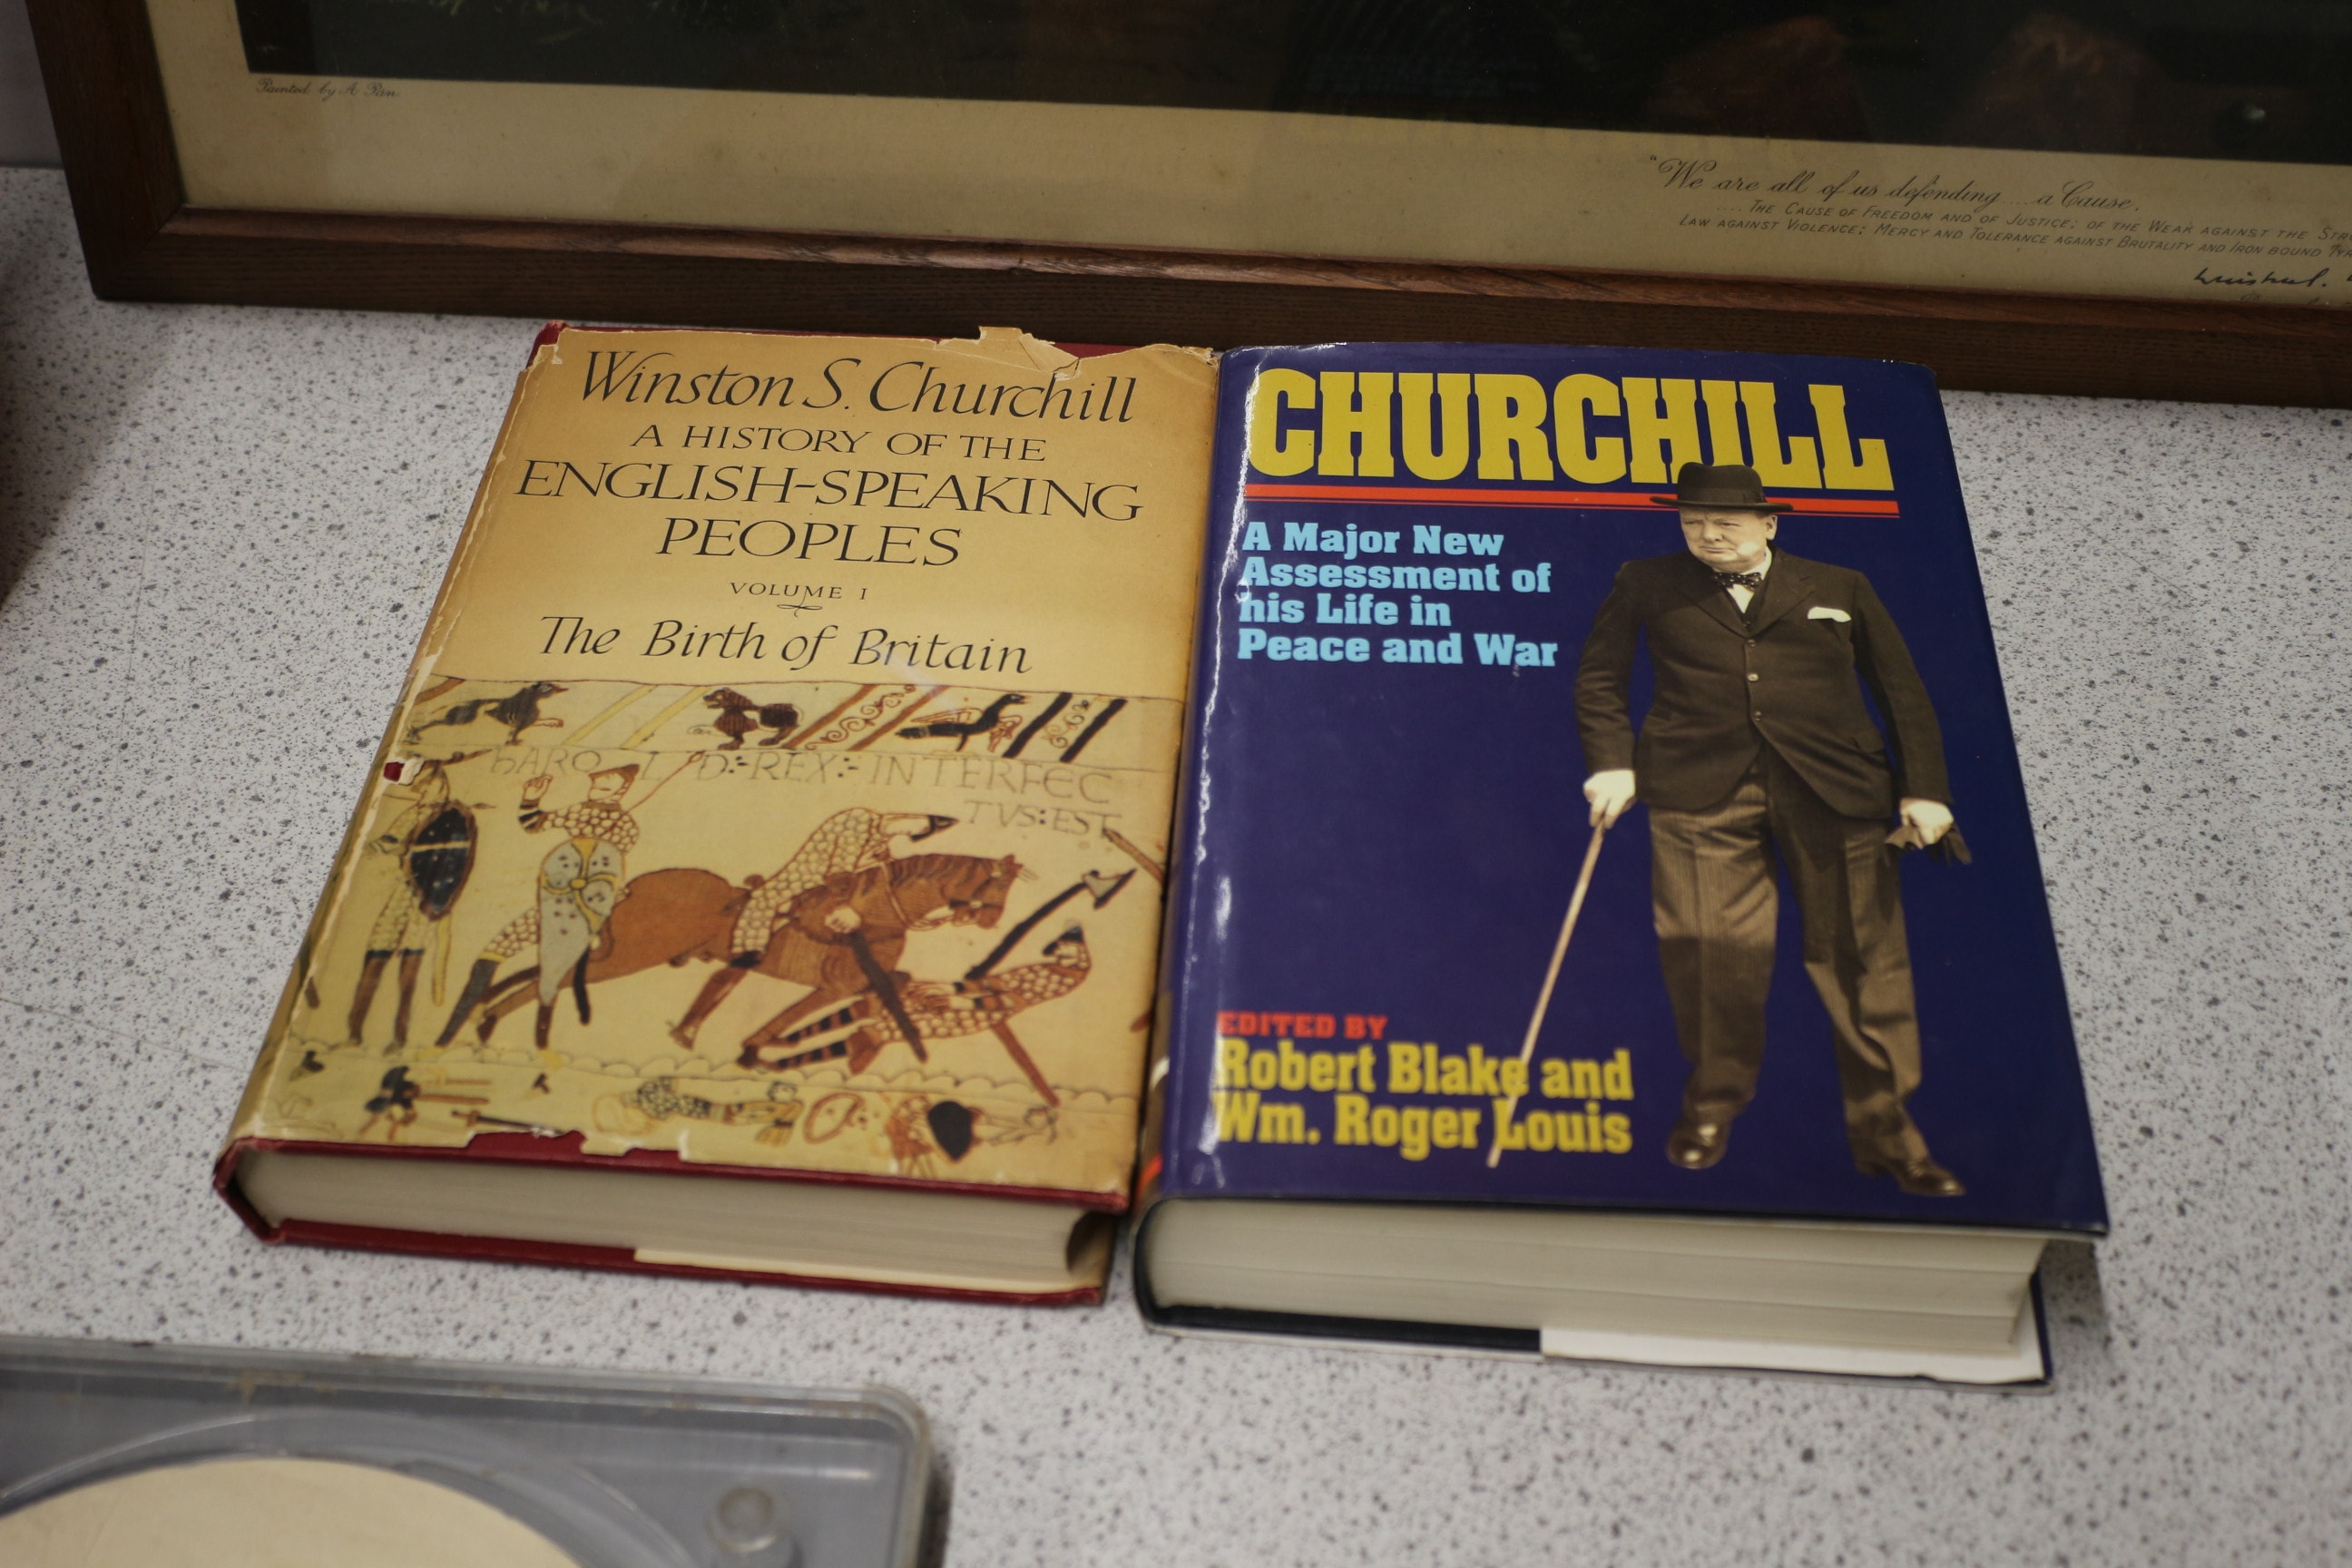 Painted by A Pan
"We are all of us defending .... a Cause.
.... THE CAUSE OF FREEDOM AND OF JUSTICE; OF THE WEAK AGAINST THE
LAW AGAINST VIOLENCE; MERCY AND TOLERANCE AGAINST BRUTALITY AND IRON BOUND
Winston S. Churchill
A HISTORY OF THE
ENGLISH-SPEAKING
PEOPLES
VOLUME I
The Birth of Britain
hAROLD:REX:INTERFEC
TVS:EST
CHURCHILL
A Major New
Assessment of
his Life in
Peace and War
EDITED BY
Robert Blake and
Wm. Roger Louis